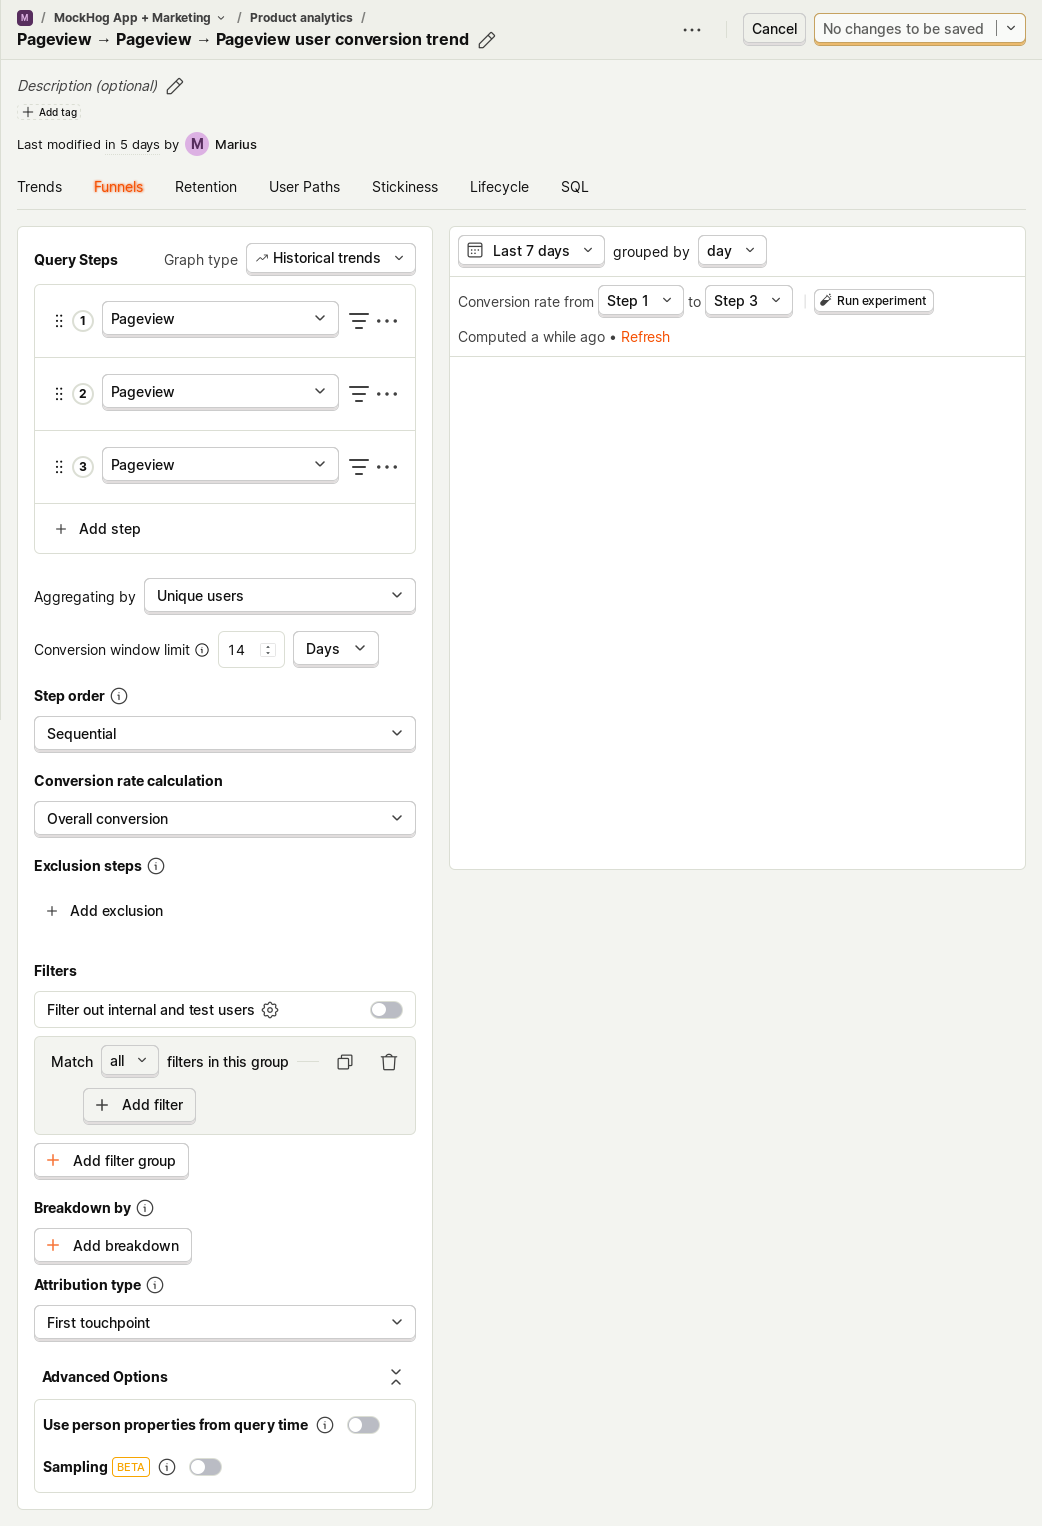 M / MockHog App + Marketing / Product analytics /
Pageview → Pageview → Pageview user conversion trend
Cancel
No changes to be saved
Description (optional)
Add tag
Last modified in 5 days by M Marius
Trends Funnels Retention User Paths Stickiness Lifecycle SQL
Query Steps Graph type Historical trends
1 Pageview
2 Pageview
3 Pageview
Add step
Aggregating by Unique users
Conversion window limit 14 Days
Step order
Sequential
Conversion rate calculation
Overall conversion
Exclusion steps
Add exclusion
Filters
Filter out internal and test users
Match all filters in this group
Add filter
Add filter group
Breakdown by
Add breakdown
Attribution type
First touchpoint
Advanced Options
Use person properties from query time
Sampling BETA
Last 7 days grouped by day
Conversion rate from Step 1 to Step 3 Run experiment
Computed a while ago • Refresh